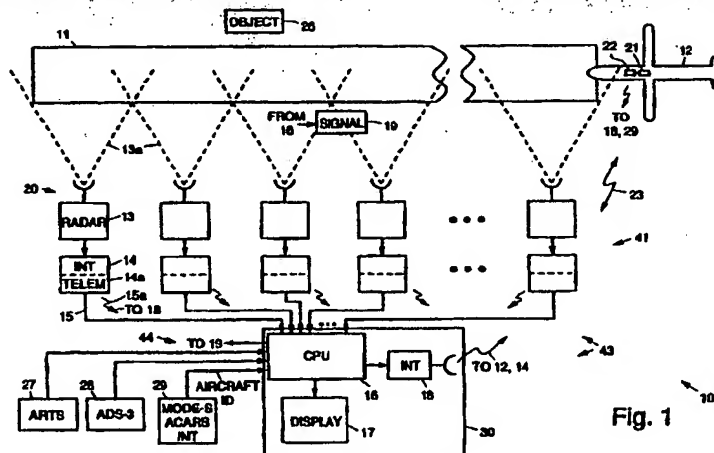 OBJECT 26
11
22 21 12
TO
18, 29
FROM
16
SIGNAL 19
13a
23
20
RADAR 13
41
INT 14
TELEM 14a
15a
15
TO 18
44
TO 19
CPU
16
INT
18
TO 12, 14
43
27
ARTS
28
ADS-3
29
MODE-S
ACARS
INT
AIRCRAFT
ID
DISPLAY
17
30
10
Fig. 1